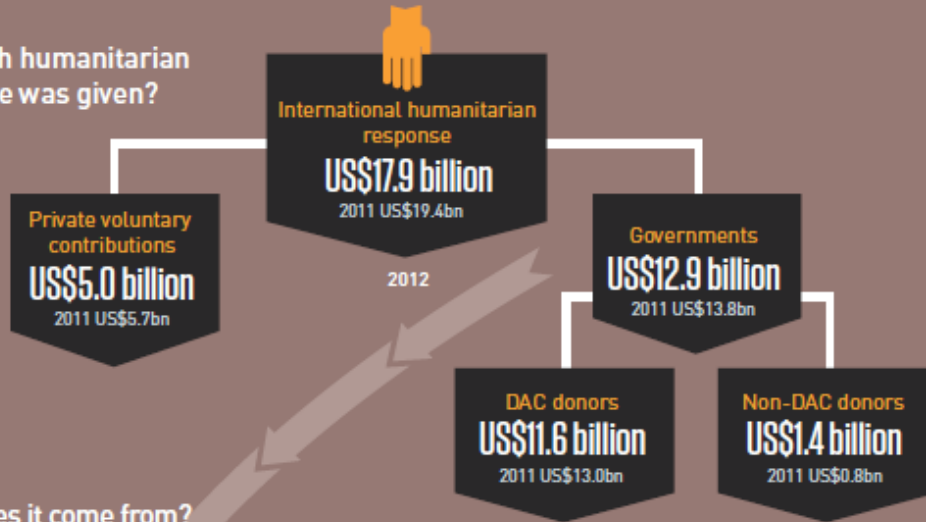 humanitarian
was given?
International humanitarian
response
US$17.9 billion
2011 US$19.4bn
2012
Private voluntary
contributions
US$5.0 billion
2011 US$5.7bn
Governments
US$12.9 billion
2011 US$13.8bn
DAC donors
US$11.6 billion
2011 US$13.0bn
Non-DAC donors
US$1.4 billion
2011 US$0.8bn
it come from?